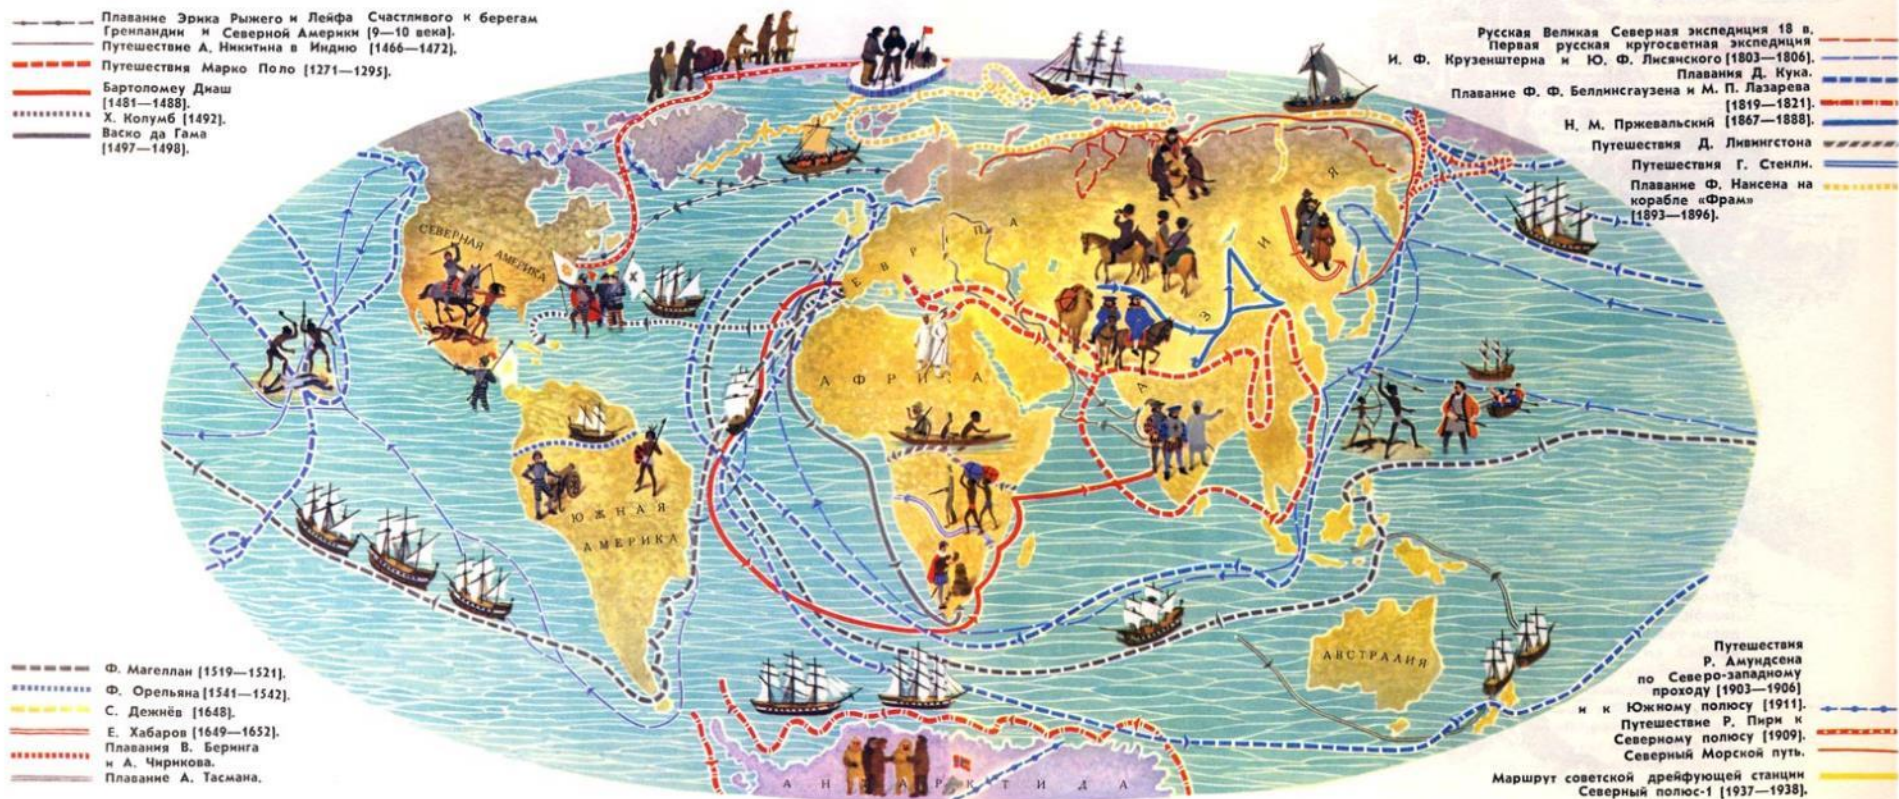 Плавание Эрика Рыжего и Лейфа Счастливого к берегам
Гренландии и Северной Америки [9—10 века].
Путешествие А. Никитина в Индию [1466—1472].
Путешествия Марко Поло [1271—1295].
Бартоломеу Диаш
[1481—1488].
Х. Колумб [1492].
Васко да Гама
[1497—1498].
Русская Великая Северная экспедиция 18 в.
Первая русская кругосветная экспедиция
И. Ф. Крузенштерна и Ю. Ф. Лисянского [1803—1806].
Плавания Д. Кука.
Плавание Ф. Ф. Беллинсгаузена и М. П. Лазарева
[1819—1821].
Н. М. Пржевальский [1867—1888].
Путешествия Д. Ливингстона
Путешествия Г. Стенли.
Плавание Ф. Нансена на
корабле «Фрам»
[1893—1896].
СЕВЕРНАЯ
АМЕРИКА
ЕВРОПА
АЗИЯ
АФРИКА
ЮЖНАЯ
АМЕРИКА
АВСТРАЛИЯ
АНТАРКТИДА
Ф. Магеллан [1519—1521].
Ф. Орельяна [1541—1542].
С. Дежнёв [1648].
Е. Хабаров [1649—1652].
Плавания В. Беринга
и А. Чирикова.
Плавание А. Тасмана.
Путешествия
Р. Амундсена
по Северо-западному
проходу [1903—1906]
и к Южному полюсу [1911].
Путешествие Р. Пири к
Северному полюсу [1909].
Северный Морской путь.
Маршрут советской дрейфующей станции
Северный полюс-1 [1937—1938].